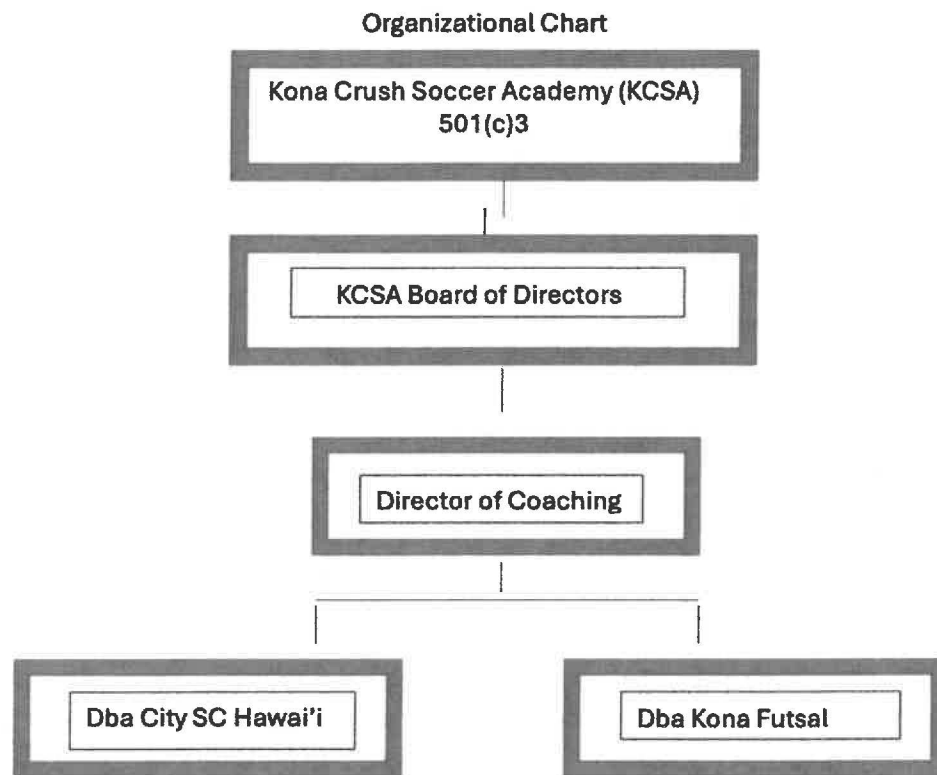 Organizational Chart
Kona Crush Soccer Academy (KCSA)
501(c)3
KCSA Board of Directors
Director of Coaching
Dba City SC Hawai’i
Dba Kona Futsal